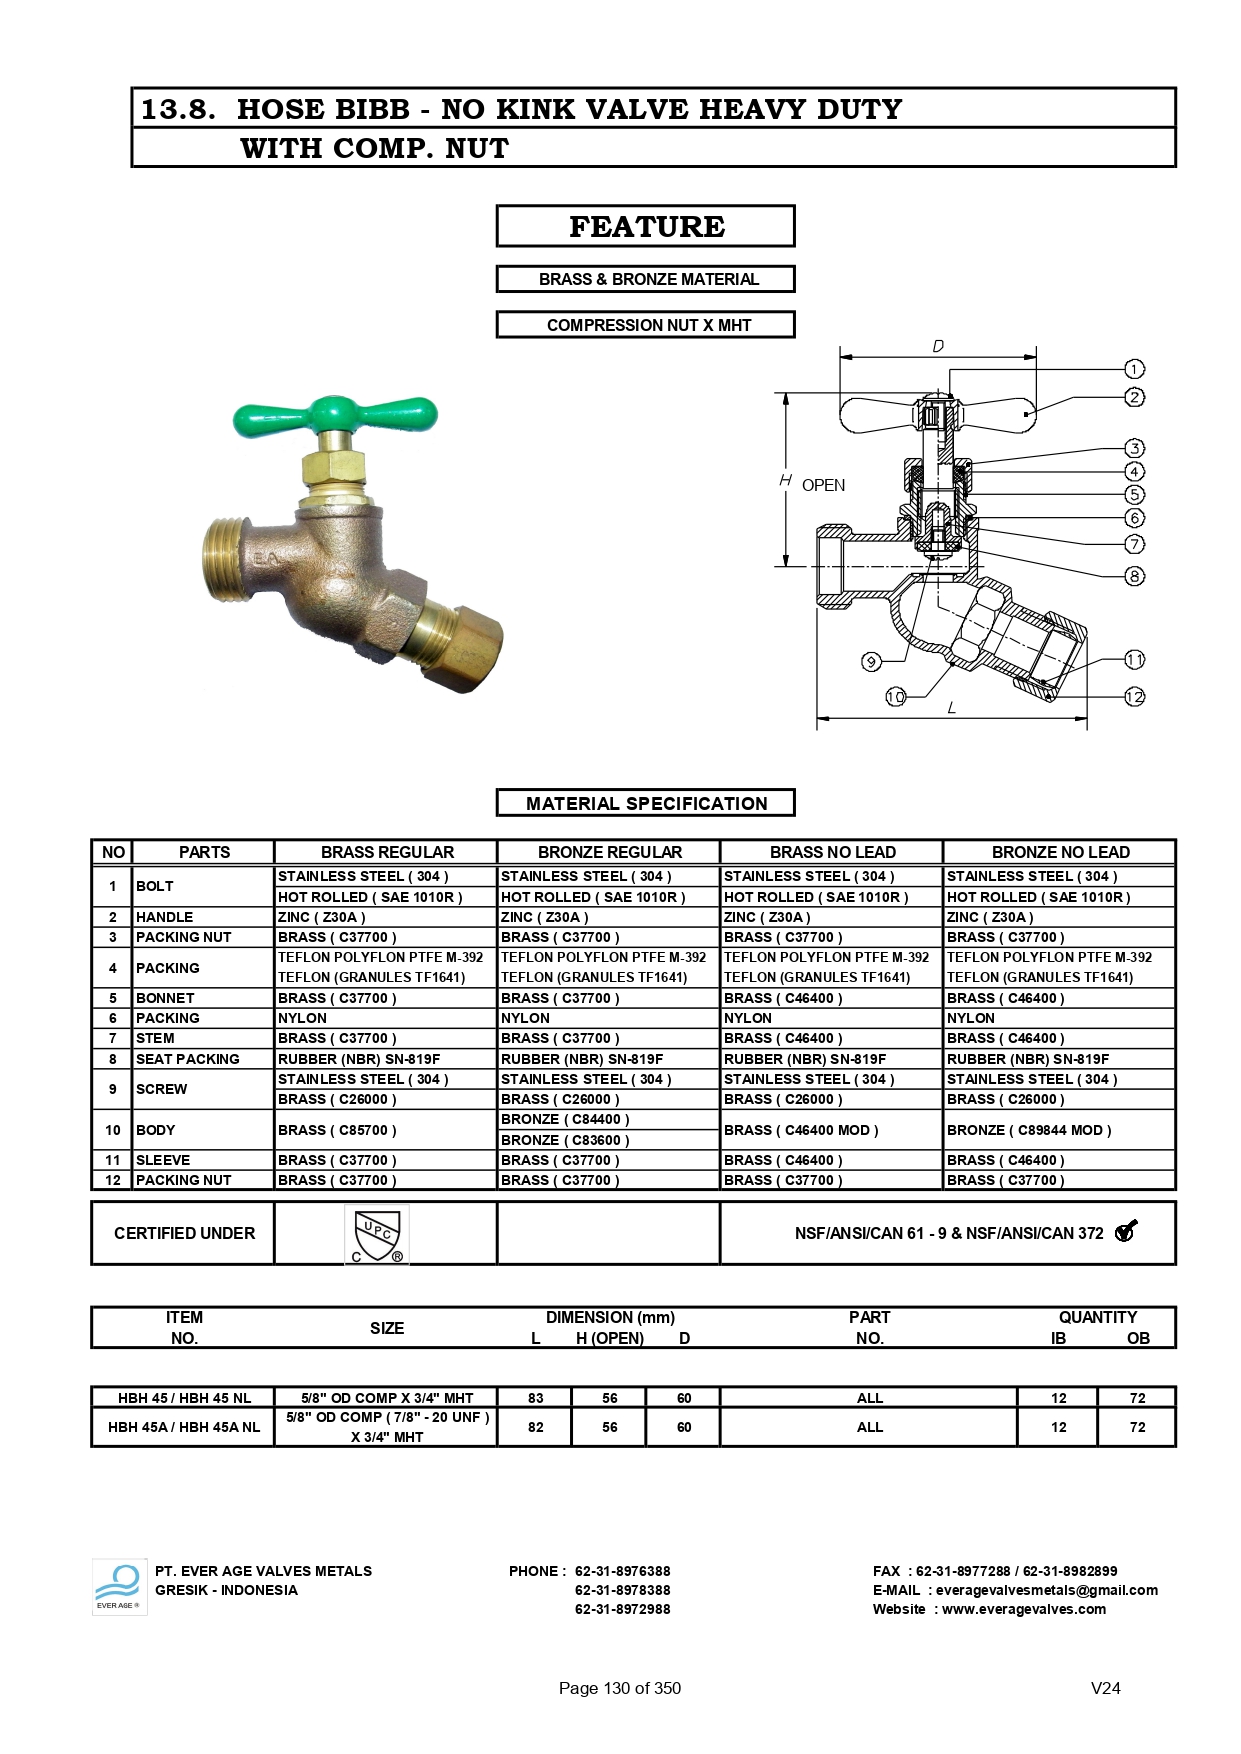 13.8. HOSE BIBB - NO KINK VALVE HEAVY DUTY
WITH COMP. NUT
FEATURE
BRASS & BRONZE MATERIAL
COMPRESSION NUT X MHT
EA
D
H OPEN
L
1
2
3
4
5
6
7
8
9
10
11
12
MATERIAL SPECIFICATION
NO PARTS BRASS REGULAR BRONZE REGULAR BRASS NO LEAD BRONZE NO LEAD
1 BOLT STAINLESS STEEL ( 304 ) STAINLESS STEEL ( 304 ) STAINLESS STEEL ( 304 ) STAINLESS STEEL ( 304 )
HOT ROLLED ( SAE 1010R ) HOT ROLLED ( SAE 1010R ) HOT ROLLED ( SAE 1010R ) HOT ROLLED ( SAE 1010R )
2 HANDLE ZINC ( Z30A ) ZINC ( Z30A ) ZINC ( Z30A ) ZINC ( Z30A )
3 PACKING NUT BRASS ( C37700 ) BRASS ( C37700 ) BRASS ( C37700 ) BRASS ( C37700 )
4 PACKING TEFLON POLYFLON PTFE M-392 TEFLON POLYFLON PTFE M-392 TEFLON POLYFLON PTFE M-392 TEFLON POLYFLON PTFE M-392
TEFLON (GRANULES TF1641) TEFLON (GRANULES TF1641) TEFLON (GRANULES TF1641) TEFLON (GRANULES TF1641)
5 BONNET BRASS ( C37700 ) BRASS ( C37700 ) BRASS ( C46400 ) BRASS ( C46400 )
6 PACKING NYLON NYLON NYLON NYLON
7 STEM BRASS ( C37700 ) BRASS ( C37700 ) BRASS ( C46400 ) BRASS ( C46400 )
8 SEAT PACKING RUBBER (NBR) SN-819F RUBBER (NBR) SN-819F RUBBER (NBR) SN-819F RUBBER (NBR) SN-819F
9 SCREW STAINLESS STEEL ( 304 ) STAINLESS STEEL ( 304 ) STAINLESS STEEL ( 304 ) STAINLESS STEEL ( 304 )
BRASS ( C26000 ) BRASS ( C26000 ) BRASS ( C26000 ) BRASS ( C26000 )
10 BODY BRASS ( C85700 ) BRONZE ( C84400 ) BRASS ( C46400 MOD ) BRONZE ( C89844 MOD )
BRONZE ( C83600 )
11 SLEEVE BRASS ( C37700 ) BRASS ( C37700 ) BRASS ( C46400 ) BRASS ( C46400 )
12 PACKING NUT BRASS ( C37700 ) BRASS ( C37700 ) BRASS ( C37700 ) BRASS ( C37700 )
CERTIFIED UNDER UPC C ® NSF/ANSI/CAN 61 - 9 & NSF/ANSI/CAN 372
ITEM SIZE DIMENSION (mm) PART QUANTITY
NO. L H (OPEN) D NO. IB OB
HBH 45 / HBH 45 NL 5/8" OD COMP X 3/4" MHT 83 56 60 ALL 12 72
HBH 45A / HBH 45A NL 5/8" OD COMP ( 7/8" - 20 UNF ) 82 56 60 ALL 12 72
X 3/4" MHT
EVER AGE ®
PT. EVER AGE VALVES METALS PHONE : 62-31-8976388 FAX : 62-31-8977288 / 62-31-8982899
GRESIK - INDONESIA 62-31-8978388 E-MAIL : everagevalvesmetals@gmail.com
62-31-8972988 Website : www.everagevalves.com
Page 130 of 350 V24